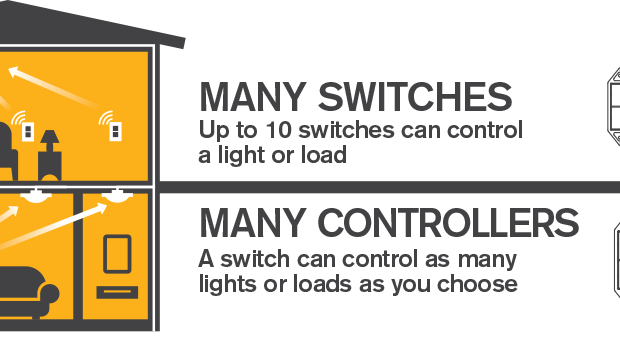 MANY SWITCHES
Up to 10 switches can control
a light or load
MANY CONTROLLERS
A switch can control as many
lights or loads as you choose